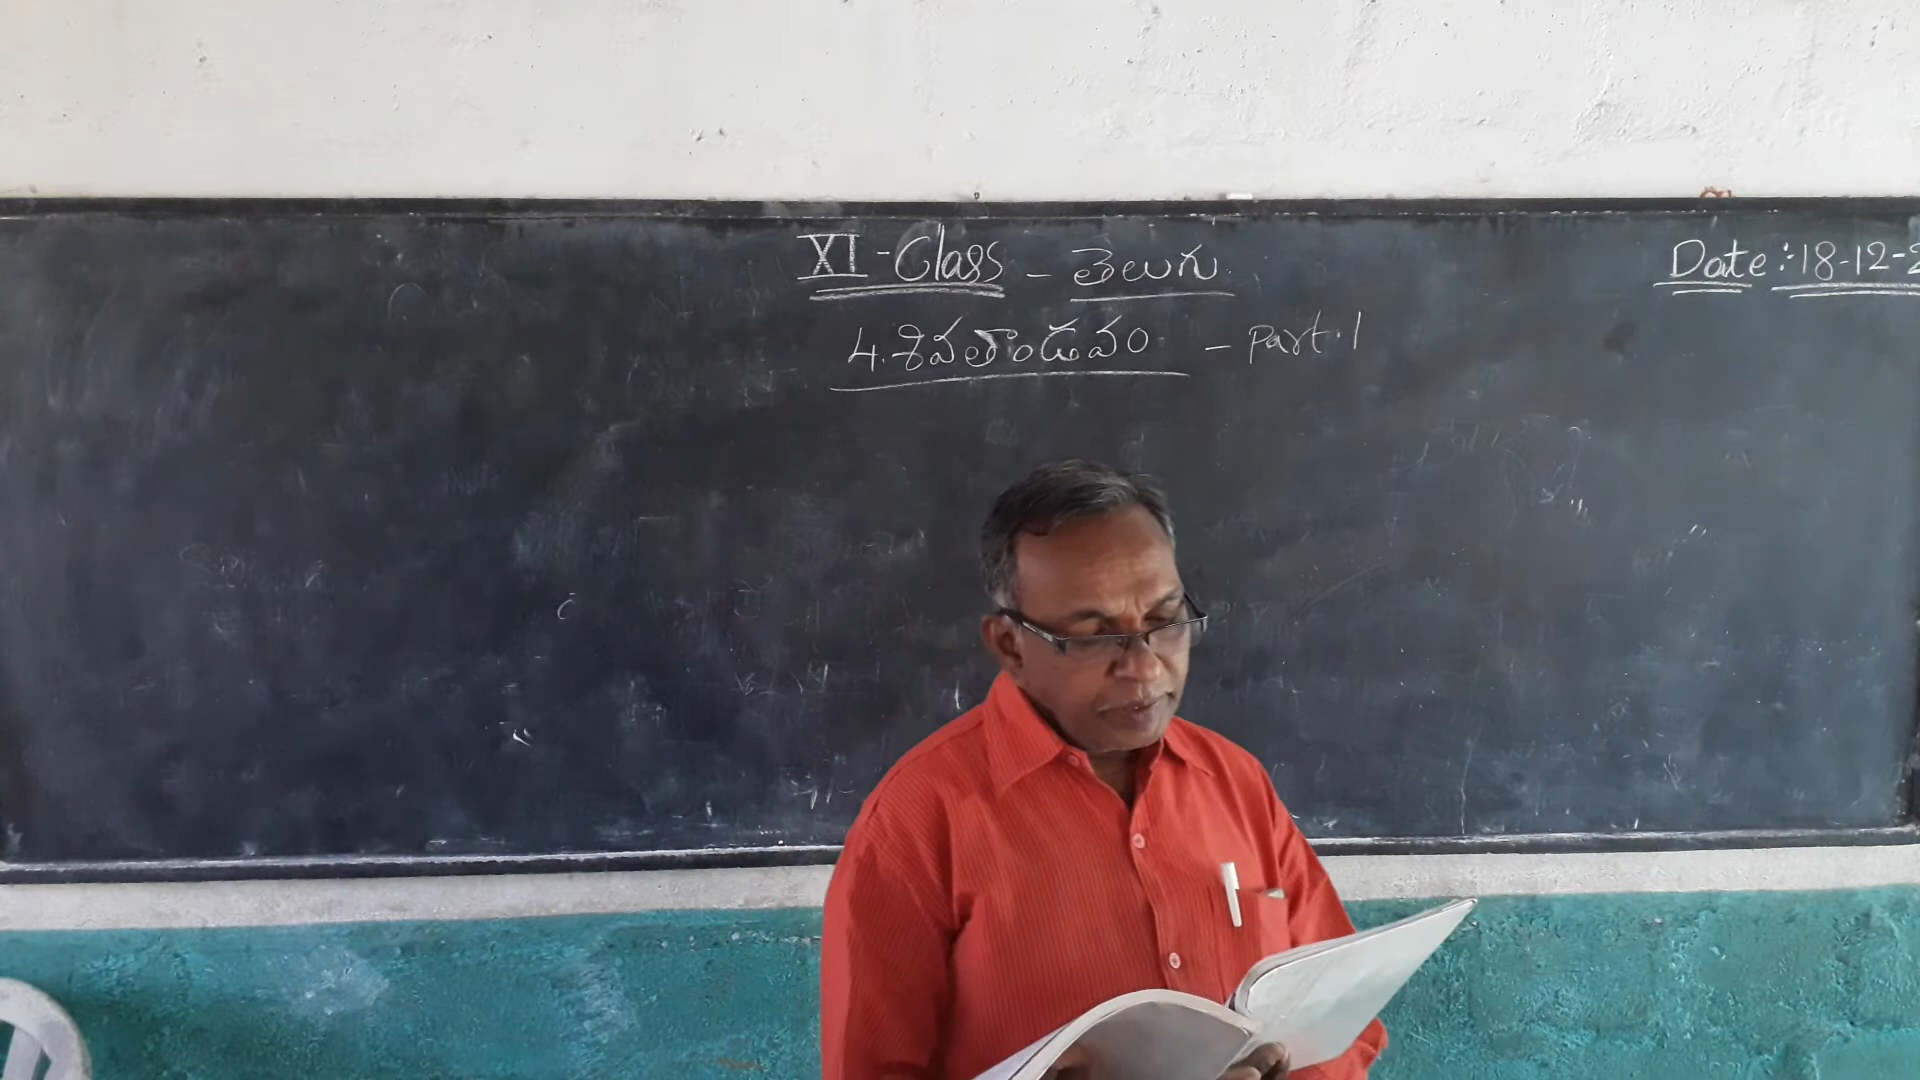 XI-Class - తెలుగు
Date :- 18-12-2
4. శివతాండవం - Part. 1